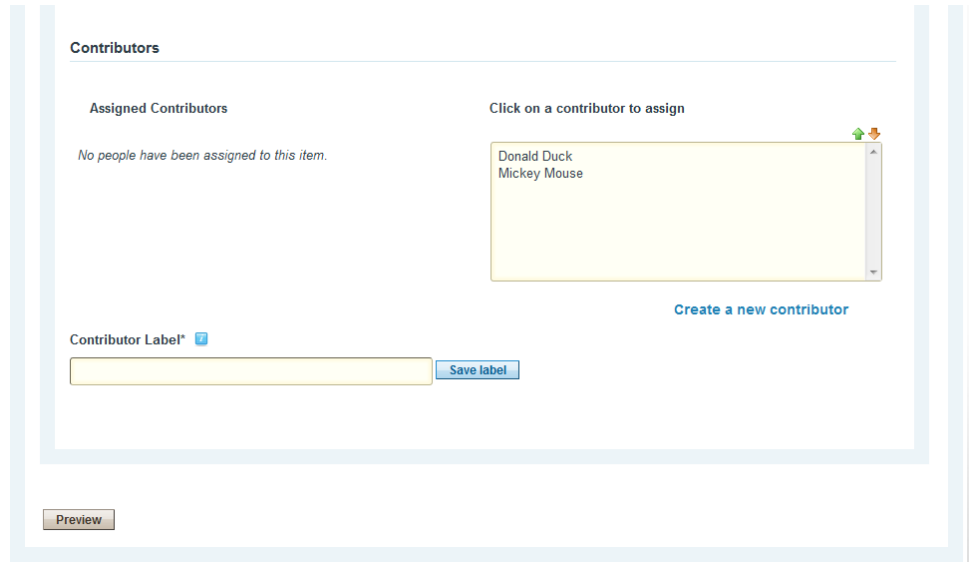 Contributors
Assigned Contributors
Click on a contributor to assign
No people have been assigned to this item.
Donald Duck
Mickey Mouse
Create a new contributor
Contributor Label*
Save label
Preview